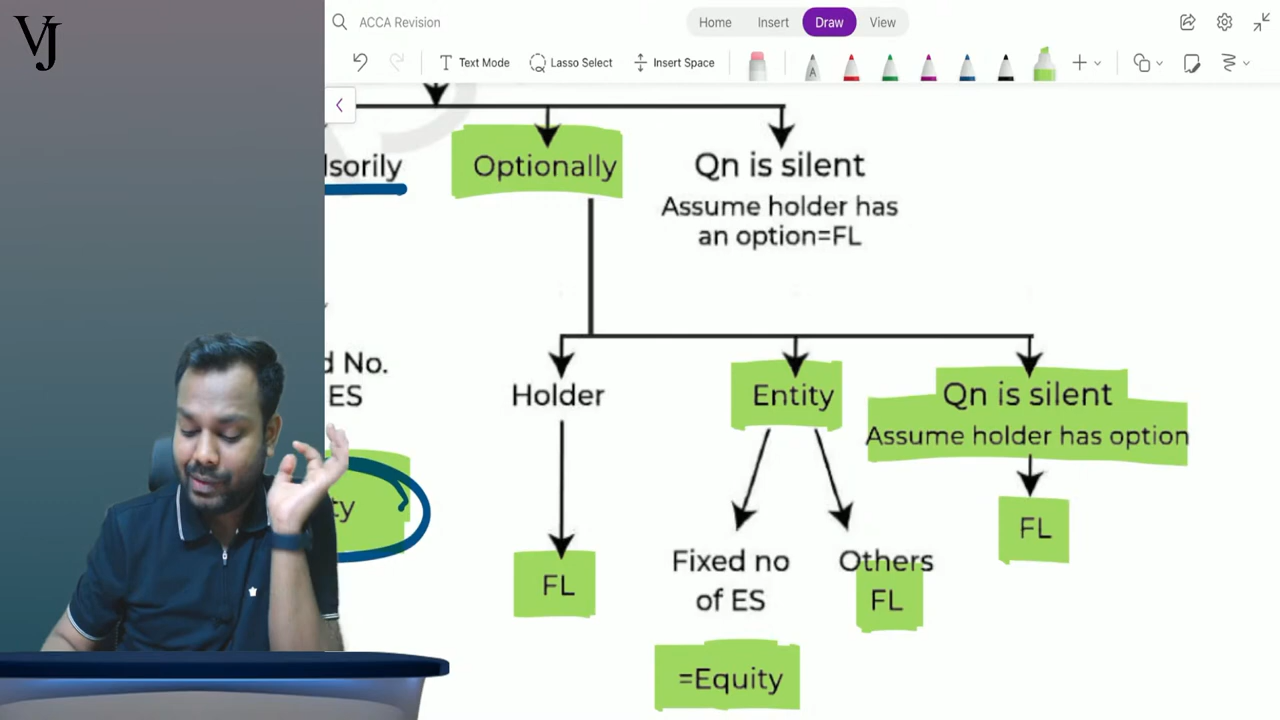 VJ
ACCA Revision
Home Insert Draw View
Text Mode Lasso Select Insert Space
lsorily
Optionally
Qn is silent
Assume holder has
an option=FL
d No.
ES
ty
Holder
Entity
Qn is silent
Assume holder has option
FL
Fixed no
of ES
Others
FL
FL
=Equity